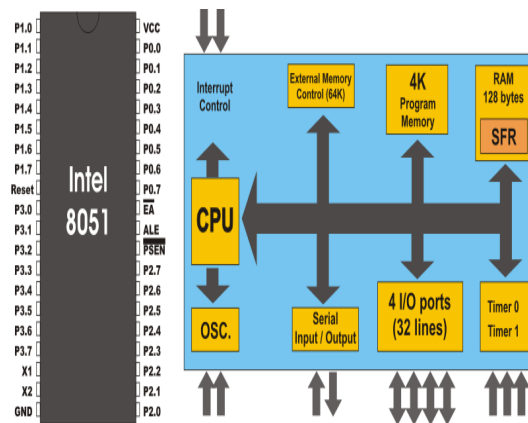 P1.0
P1.1
P1.2
P1.3
P1.4
P1.5
P1.6
P1.7
Reset
P3.0
P3.1
P3.2
P3.3
P3.4
P3.5
P3.6
P3.7
X1
X2
GND
Intel
8051
VCC
P0.0
P0.1
P0.2
P0.3
P0.4
P0.5
P0.6
P0.7
EA
ALE
PSEN
P2.7
P2.6
P2.5
P2.4
P2.3
P2.2
P2.1
P2.0
Interrupt
Control
External Memory
Control (64K)
4K
Program
Memory
RAM
128 bytes
SFR
CPU
OSC.
Serial
Input / Output
4 I/O ports
(32 lines)
Timer 0
Timer 1